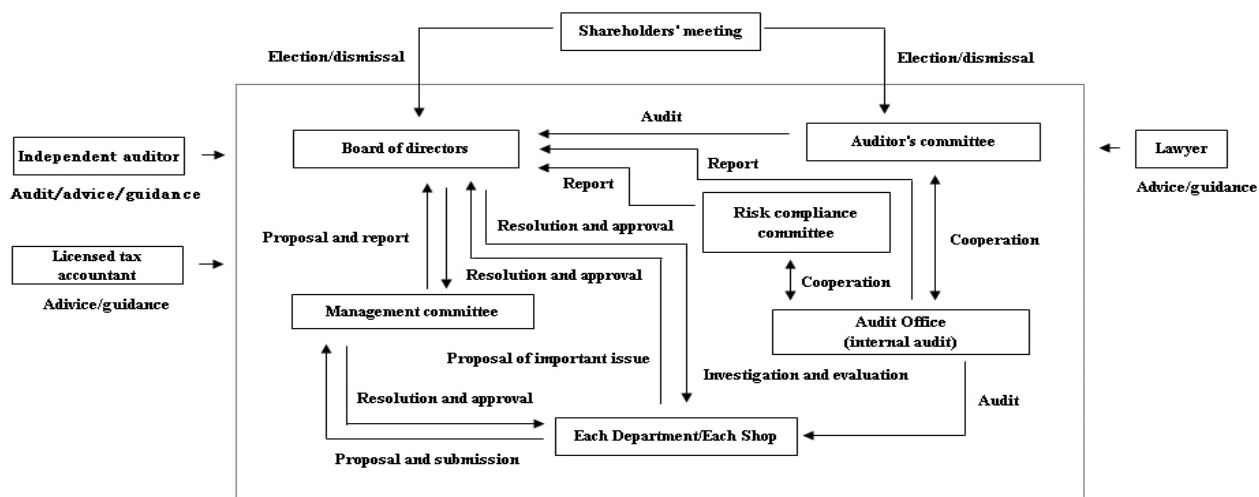 Shareholders' meeting
Election/dismissal
Election/dismissal
Audit
Board of directors
Auditor's committee
Independent auditor
Audit/advice/guidance
Lawyer
Advice/guidance
Report
Report
Risk compliance
committee
Proposal and report
Resolution and approval
Cooperation
Licensed tax
accountant
Adivice/guidance
Resolution and approval
Cooperation
Management committee
Audit Office
(internal audit)
Proposal of important issue
Investigation and evaluation
Resolution and approval
Audit
Each Department/Each Shop
Proposal and submission